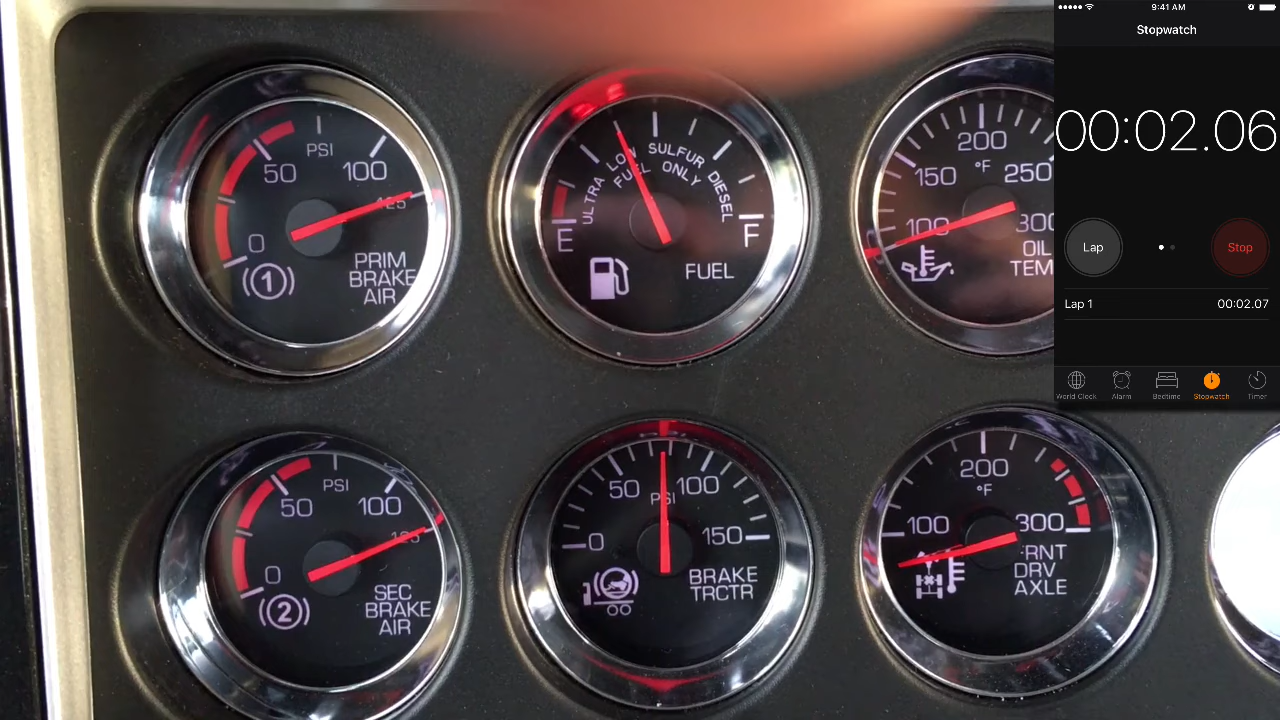 50
PSI
100
125
0
1
PRIM
BRAKE
AIR
ULTRA LOW SULFUR DIESEL
FUEL ONLY
E
F
FUEL
100
150
200
°F
250
300
OIL
TEMP
50
PSI
100
125
0
2
SEC
BRAKE
AIR
0
50
PSI
100
150
BRAKE
TRCTR
100
200
°F
300
FRNT
DRV
AXLE
9:41 AM
Stopwatch
00:02.06
Lap
Stop
Lap 1 00:02.07
World Clock Alarm Bedtime Stopwatch Timer